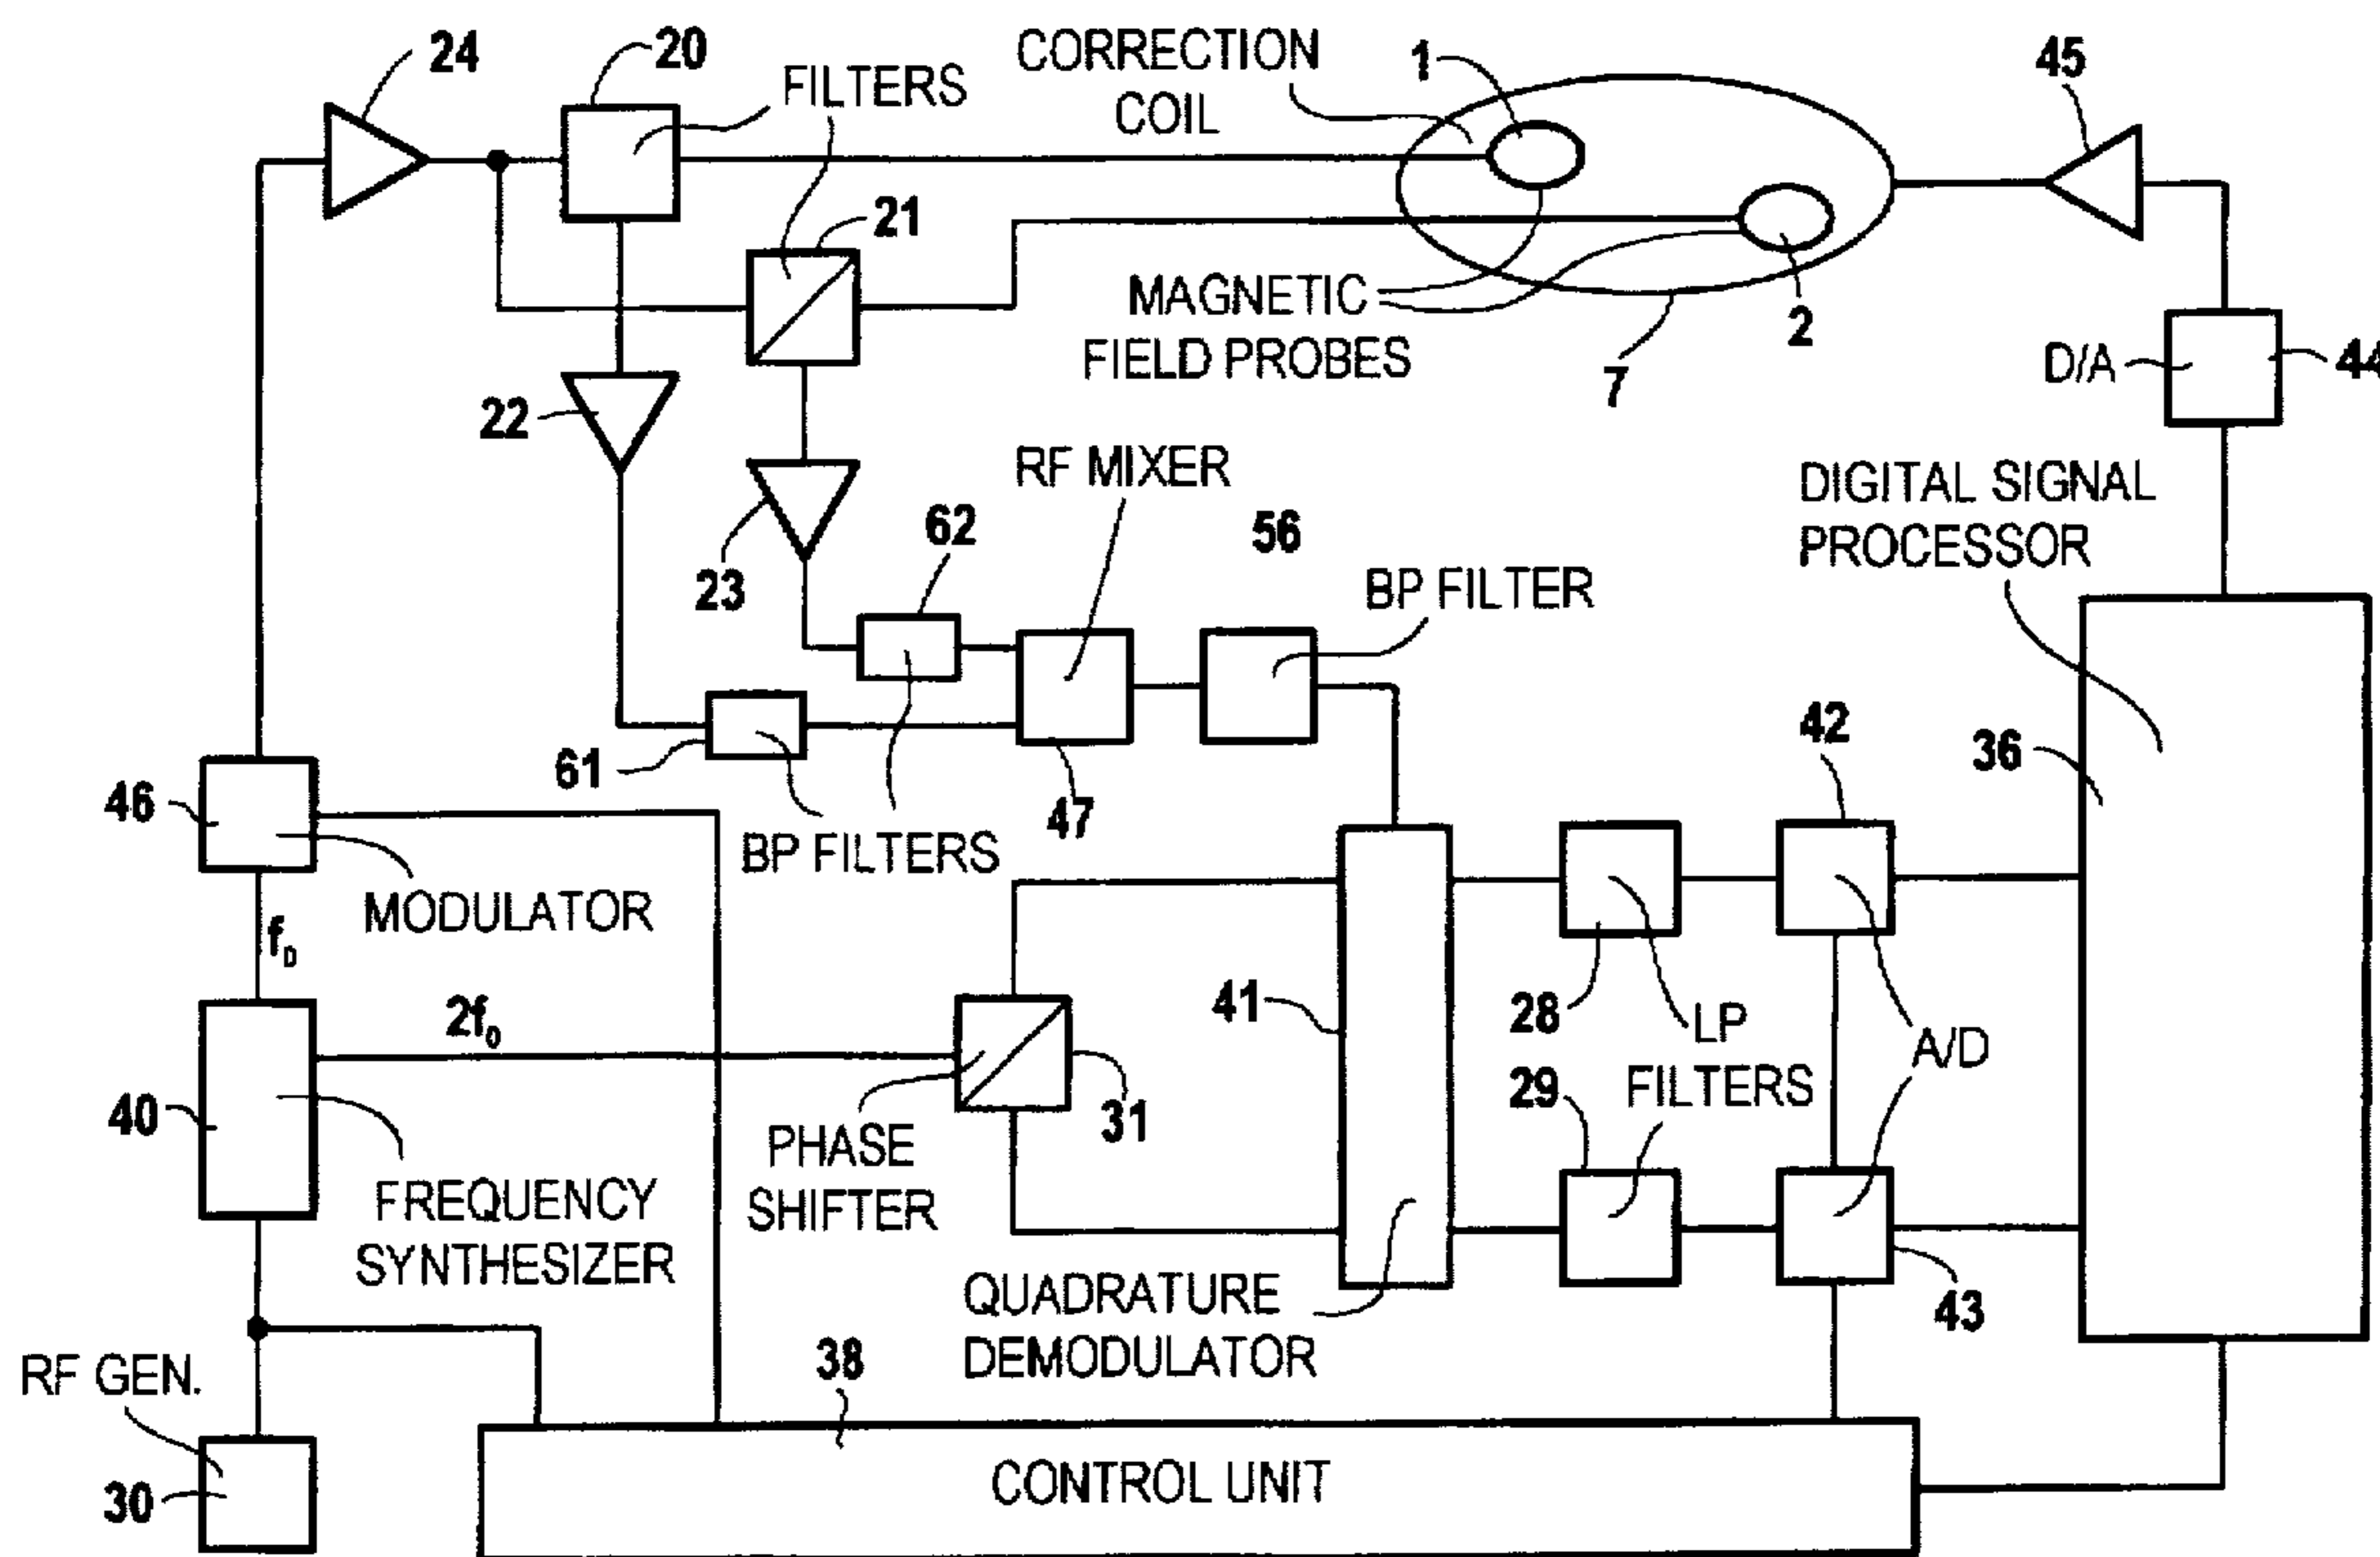 24
20
FILTERS
CORRECTION
COIL
1
45
21
MAGNETIC
FIELD PROBES
2
7
D/A
44
22
RF MIXER
DIGITAL SIGNAL
PROCESSOR
23
62
56
BP FILTER
61
47
42
36
46
BP FILTERS
MODULATOR
f₀
2f₀
41
28
LP
FILTERS
A/D
40
31
29
PHASE
SHIFTER
FREQUENCY
SYNTHESIZER
QUADRATURE
DEMODULATOR
43
RF GEN.
38
30
CONTROL UNIT